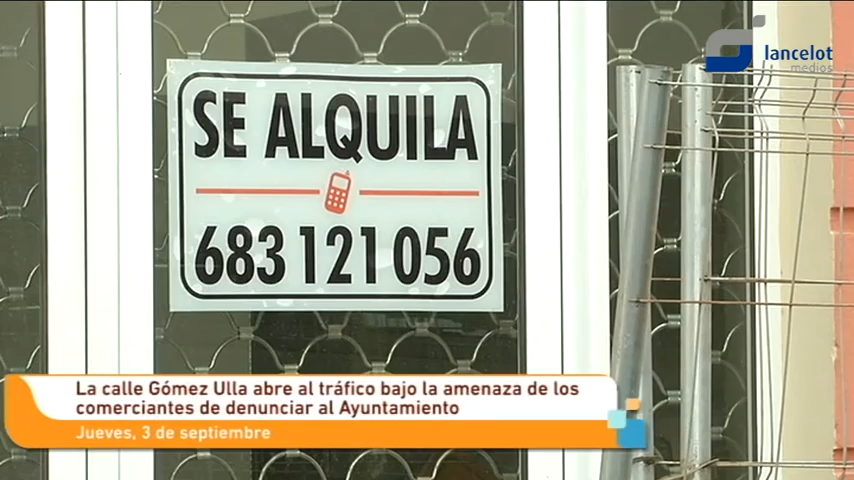 lancelot
medios
SE ALQUILA
683 121 056
La calle Gómez Ulla abre al tráfico bajo la amenaza de los
comerciantes de denunciar al Ayuntamiento
Jueves, 3 de septiembre